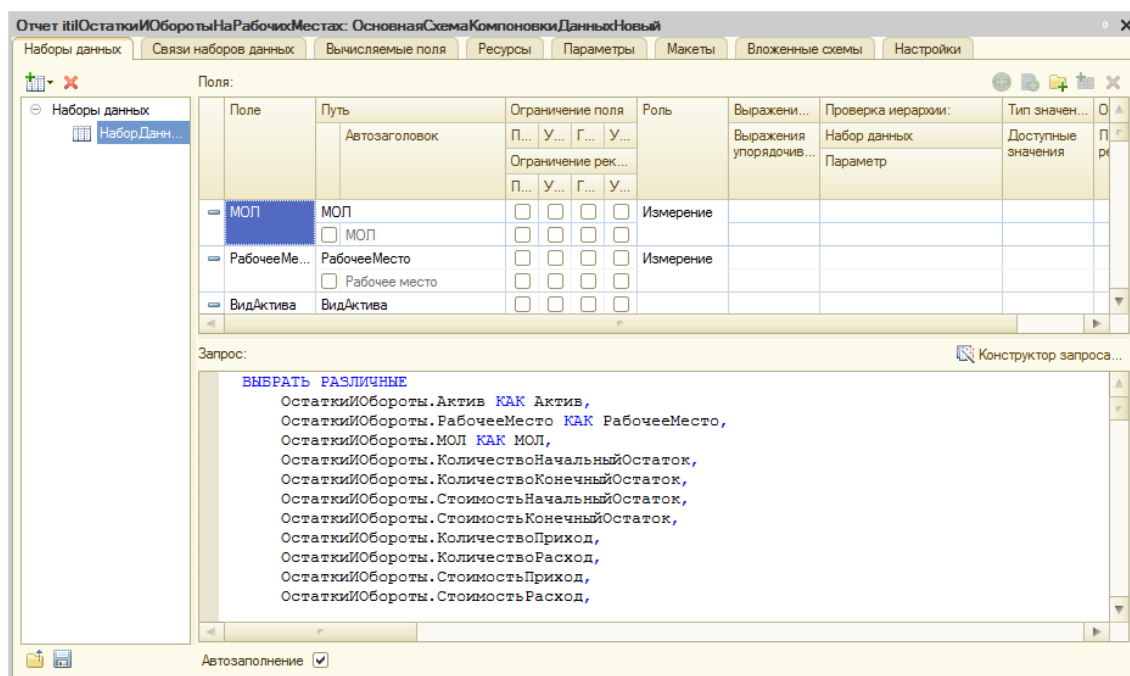 Отчет itilОстаткиИОборотыНаРабочихМестах: ОсновнаяСхемаКомпоновкиДанныхНовый
Наборы данных Связи наборов данных Вычисляемые поля Ресурсы Параметры Макеты Вложенные схемы Настройки
Поля:
Наборы данных
НаборДанн...
Поле Путь Ограничение поля Роль Выражени... Проверка иерархии: Тип значен... О
Автозаголовок П... У... Г... У... Выражения упорядочив... Набор данных Доступные значения П ре
Ограничение рек... Параметр
П... У... Г... У...
МОЛ МОЛ Измерение
МОЛ
РабочееМе... РабочееМесто Измерение
Рабочее место
ВидАктива ВидАктива
Запрос: Конструктор запроса...
ВЫБРАТЬ РАЗЛИЧНЫЕ
ОстаткиИОбороты.Актив КАК Актив,
ОстаткиИОбороты.РабочееМесто КАК РабочееМесто,
ОстаткиИОбороты.МОЛ КАК МОЛ,
ОстаткиИОбороты.КоличествоНачальныйОстаток,
ОстаткиИОбороты.КоличествоКонечныйОстаток,
ОстаткиИОбороты.СтоимостьНачальныйОстаток,
ОстаткиИОбороты.СтоимостьКонечныйОстаток,
ОстаткиИОбороты.КоличествоПриход,
ОстаткиИОбороты.КоличествоРасход,
ОстаткиИОбороты.СтоимостьПриход,
ОстаткиИОбороты.СтоимостьРасход,
Автозаполнение